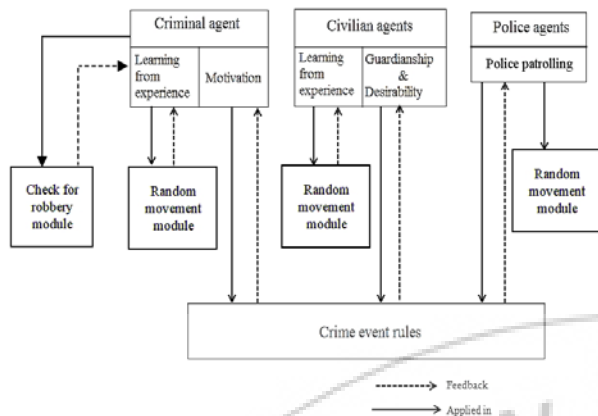 Criminal agent
Learning
from
experience
Motivation
Civilian agents
Learning
from
experience
Guardianship
&
Desirability
Police agents
Police patrolling
Check for
robbery
module
Random
movement
module
Random
movement
module
Random
movement
module
Crime event rules
Feedback
Applied in